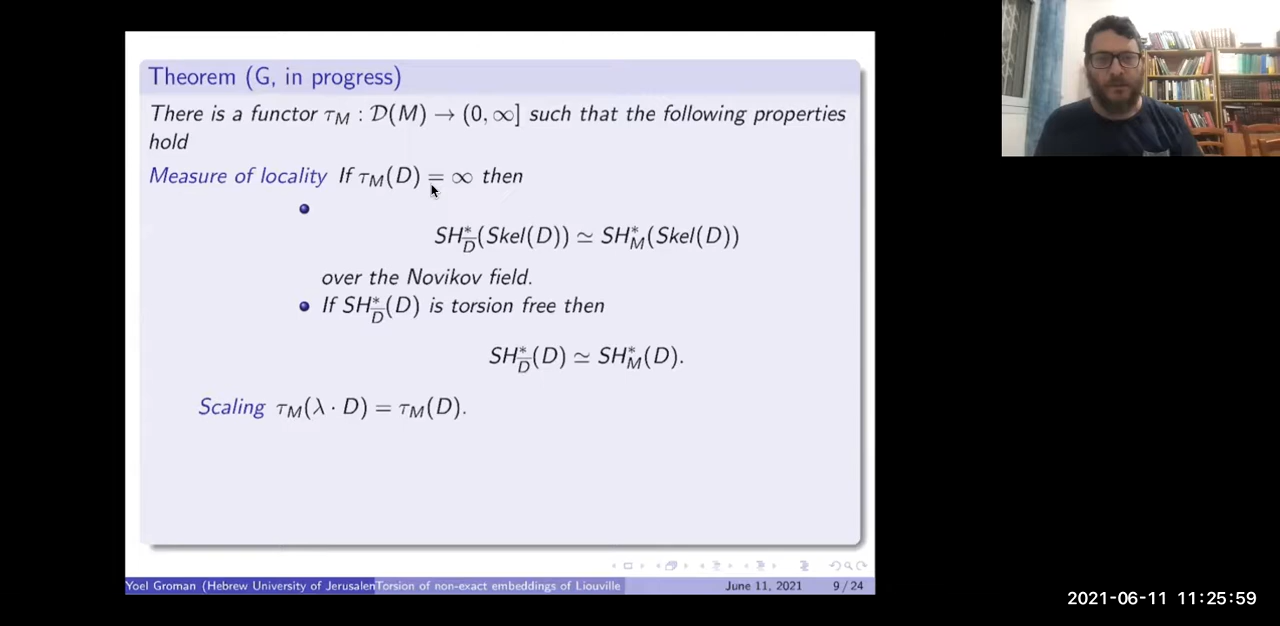 Theorem (G, in progress)
There is a functor τ_M : 𝒟(M) → (0, ∞] such that the following properties
hold
Measure of locality If τ_M(D) = ∞ then
SH*_D̅(Skel(D)) ≃ SH*_M(Skel(D))
over the Novikov field.
If SH*_D̅(D) is torsion free then
SH*_D̅(D) ≃ SH*_M(D).
Scaling τ_M(λ · D) = τ_M(D).
Yoel Groman (Hebrew University of Jerusalen Torsion of non-exact embeddings of Liouville June 11, 2021 9 / 24
2021-06-11 11:25:59